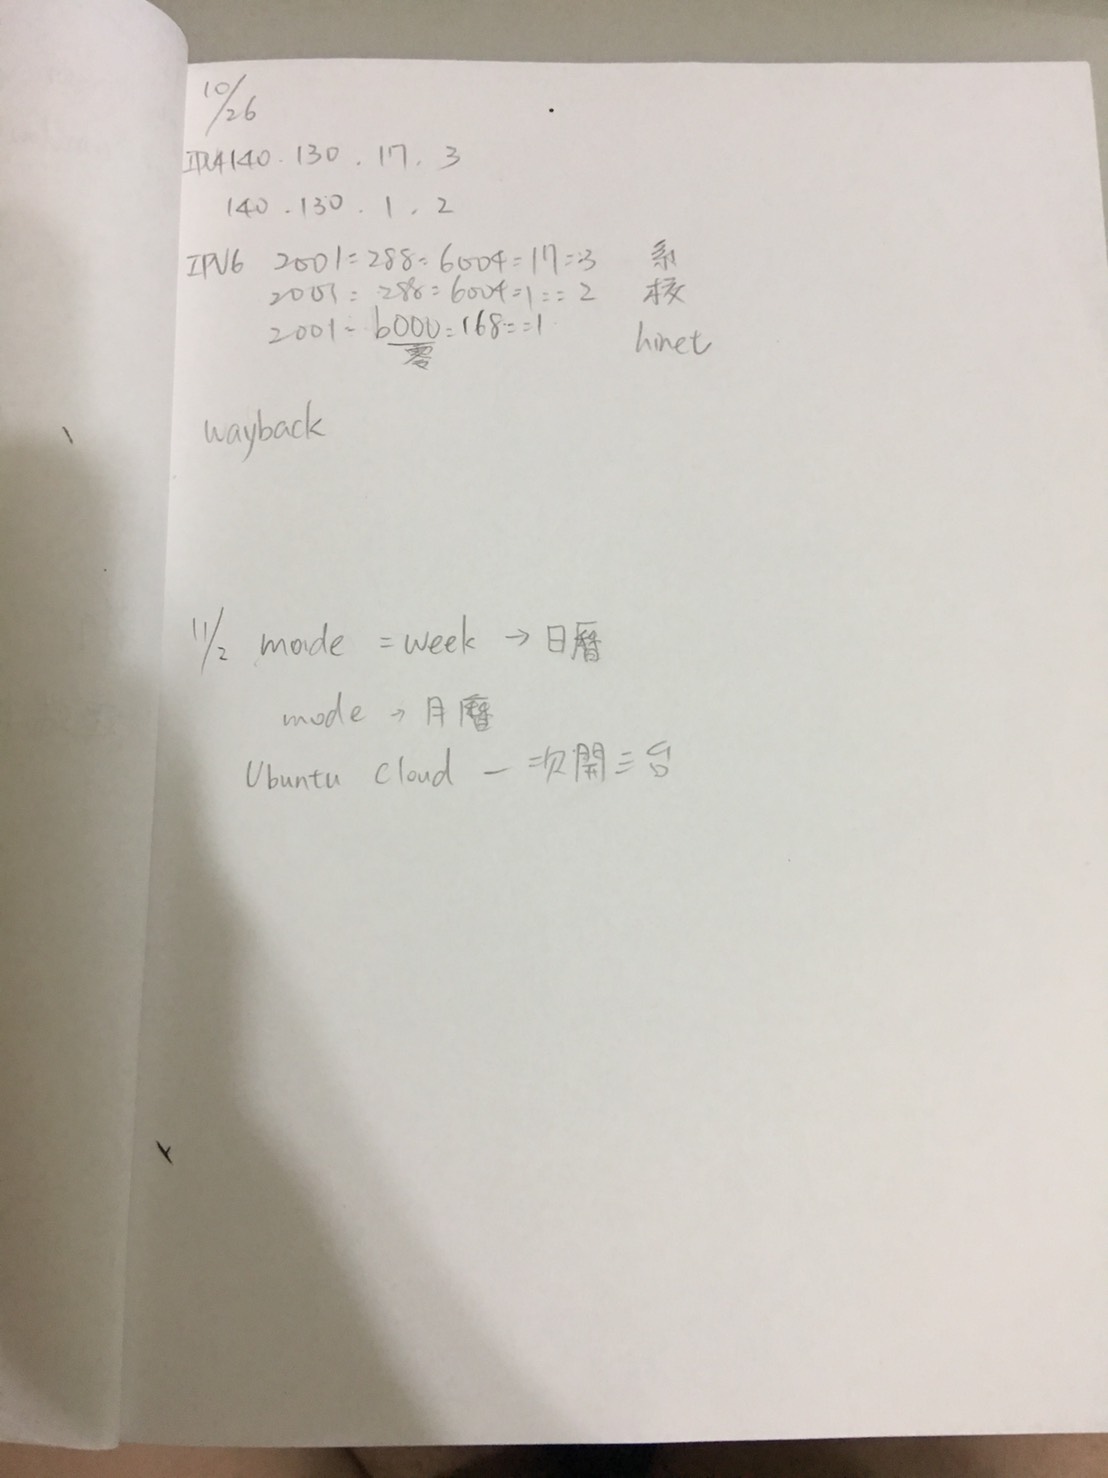 10/26
IPV4 140.130.17.3
140.130.1.2
IPV6 2001:288:6004:17::3 系
2001:288:6004:1::2 核
2001:b000:168::1 hinet
零
wayback
11/2 mode = week → 日曆
mode → 月曆
Ubuntu cloud 一次開三台